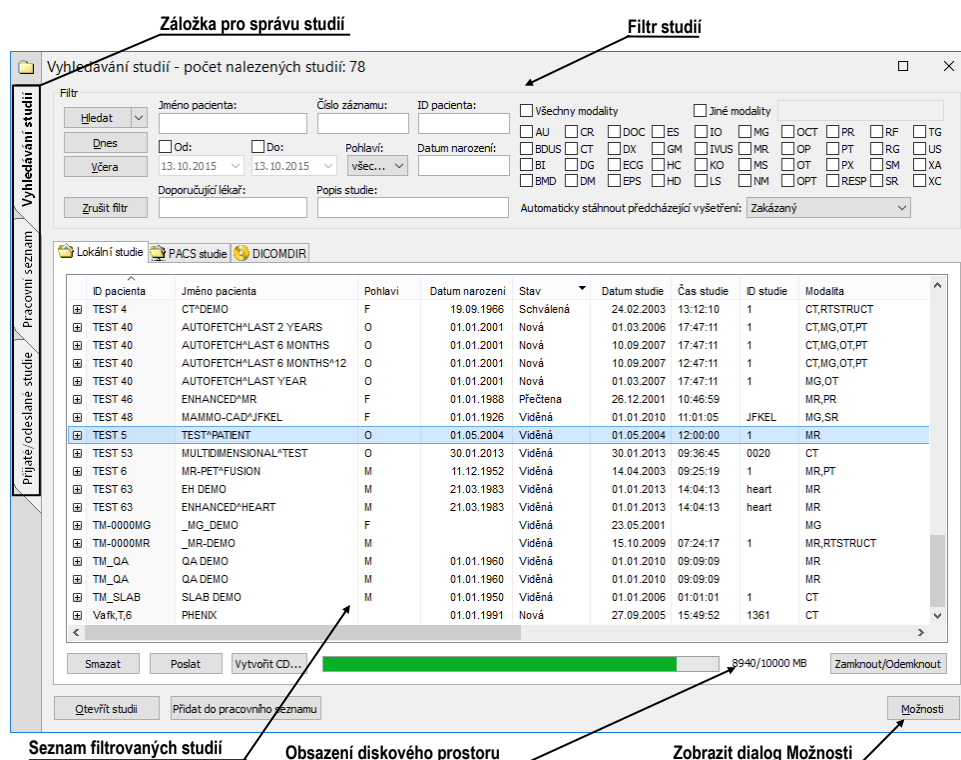 Záložka pro správu studií
Filtr studií
Vyhledávání studií - počet nalezených studií: 78
Vyhledávání studií
Pracovní seznam
Přijaté/odeslané studie
Filtr
Hledat
Dnes
Včera
Zrušit filtr
Jméno pacienta:
Číslo záznamu:
ID pacienta:
Od:
Do:
Pohlaví:
Datum narození:
13.10.2015
13.10.2015
všec...
Doporučující lékař:
Popis studie:
Všechny modality
Jiné modality
AU CR DOC ES IO MG OCT PR RF TG
BDUS CT DX GM IVUS MR OP PT RG US
BI DG ECG HC KO MS OT PX SM XA
BMD DM EPS HD LS NM OPT RESP SR XC
Automaticky stáhnout předcházející vyšetření: Zakázaný
Lokální studie PACS studie DICOMDIR
ID pacienta Jméno pacienta Pohlaví Datum narození Stav Datum studie Čas studie ID studie Modalita
TEST 4 CT^DEMO F 19.09.1966 Schválená 24.02.2003 13:12:10 1 CT,RTSTRUCT
TEST 40 AUTOFETCH^LAST 2 YEARS O 01.01.2001 Nová 01.03.2006 17:47:11 1 CT,MG,OT,PT
TEST 40 AUTOFETCH^LAST 6 MONTHS O 01.01.2001 Nová 10.09.2007 17:47:11 1 CT,MG,OT,PT
TEST 40 AUTOFETCH^LAST 6 MONTHS^12 O 01.01.2001 Nová 10.09.2007 12:47:11 1 CT,MG,OT,PT
TEST 40 AUTOFETCH^LAST YEAR O 01.01.2001 Nová 01.03.2007 17:47:11 1 MG,OT
TEST 46 ENHANCED^MR F 01.01.1988 Přečtena 26.12.2001 10:46:59 MR,PR
TEST 48 MAMMO-CAD^JFKEL F 01.01.1926 Viděná 01.01.2010 11:01:05 JFKEL MG,SR
TEST 5 TEST^PATIENT O 01.05.2004 Viděná 01.05.2004 12:00:00 1 MR
TEST 53 MULTIDIMENSIONAL^TEST O 30.01.2013 Viděná 30.01.2013 09:36:45 0020 CT
TEST 6 MR-PET^FUSION M 11.12.1952 Viděná 14.04.2003 09:25:19 1 MR,PT
TEST 63 EH DEMO M 21.03.1983 Viděná 01.01.2013 14:04:13 heart MR
TEST 63 ENHANCED^HEART M 21.03.1983 Viděná 01.01.2013 14:04:13 heart MR
TM-0000MG _MG_DEMO F Viděná 23.05.2001 MG
TM-0000MR _MR-DEMO M Viděná 15.10.2009 07:24:17 1 MR,RTSTRUCT
TM_QA QA DEMO M 01.01.1960 Viděná 01.01.2010 09:09:09 MR
TM_QA QA DEMO M 01.01.1960 Viděná 01.01.2010 09:09:09 MR
TM_SLAB SLAB DEMO M 01.01.1950 Viděná 01.01.2006 01:01:01 1 CT
Vafk,T,6 PHENIX 01.01.1991 Nová 27.09.2005 15:49:52 1361 CT
Smazat Poslat Vytvořit CD... 8940/10000 MB Zamknout/Odemknout
Otevřít studii Přidat do pracovního seznamu Možnosti
Seznam filtrovaných studií
Obsazení diskového prostoru
Zobrazit dialog Možnosti